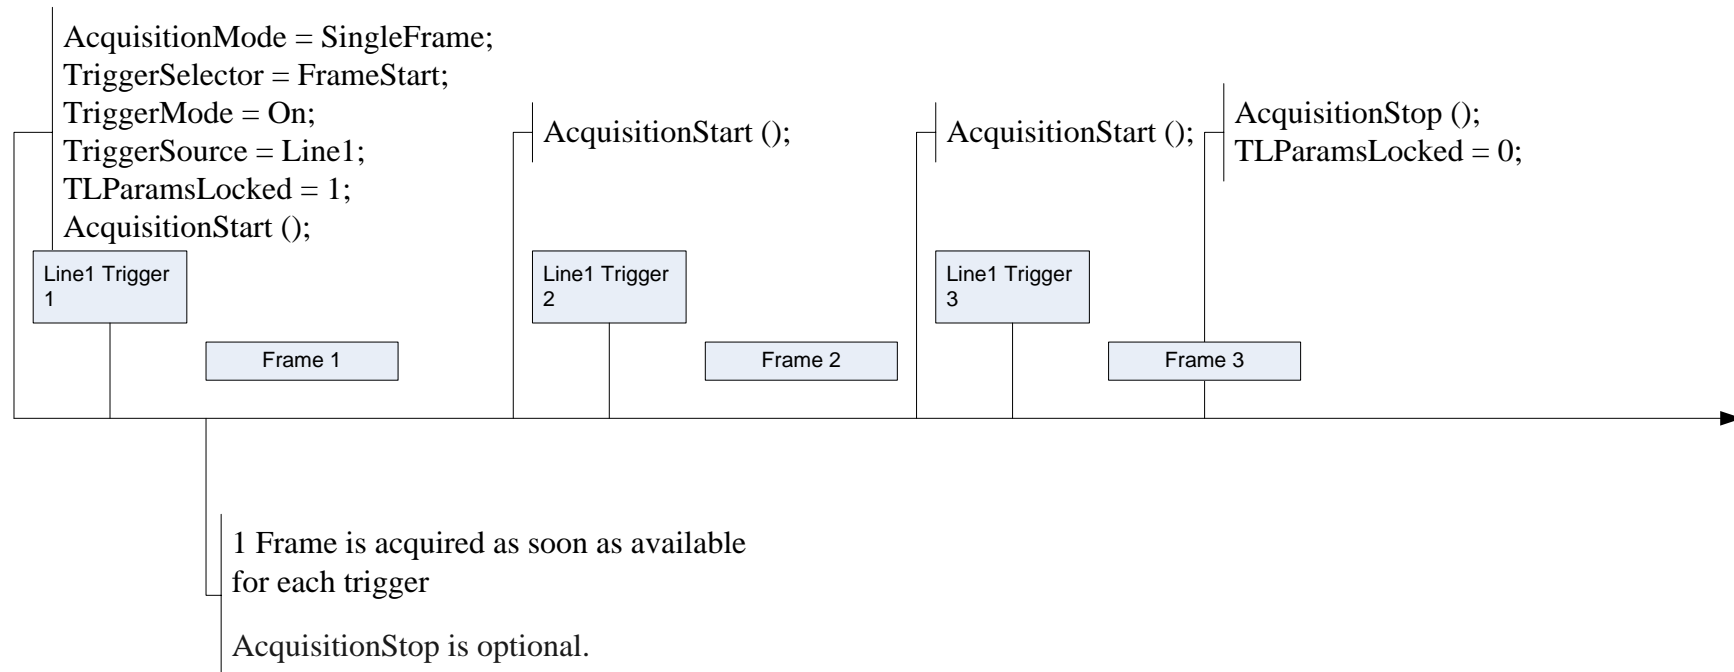 AcquisitionMode = SingleFrame;
TriggerSelector = FrameStart;
TriggerMode = On;
TriggerSource = Line1;
TLParamsLocked = 1;
AcquisitionStart ();
AcquisitionStart ();
AcquisitionStart ();
AcquisitionStop ();
TLParamsLocked = 0;
Line1 Trigger
1
Line1 Trigger
2
Line1 Trigger
3
Frame 1
Frame 2
Frame 3
1 Frame is acquired as soon as available
for each trigger
AcquisitionStop is optional.